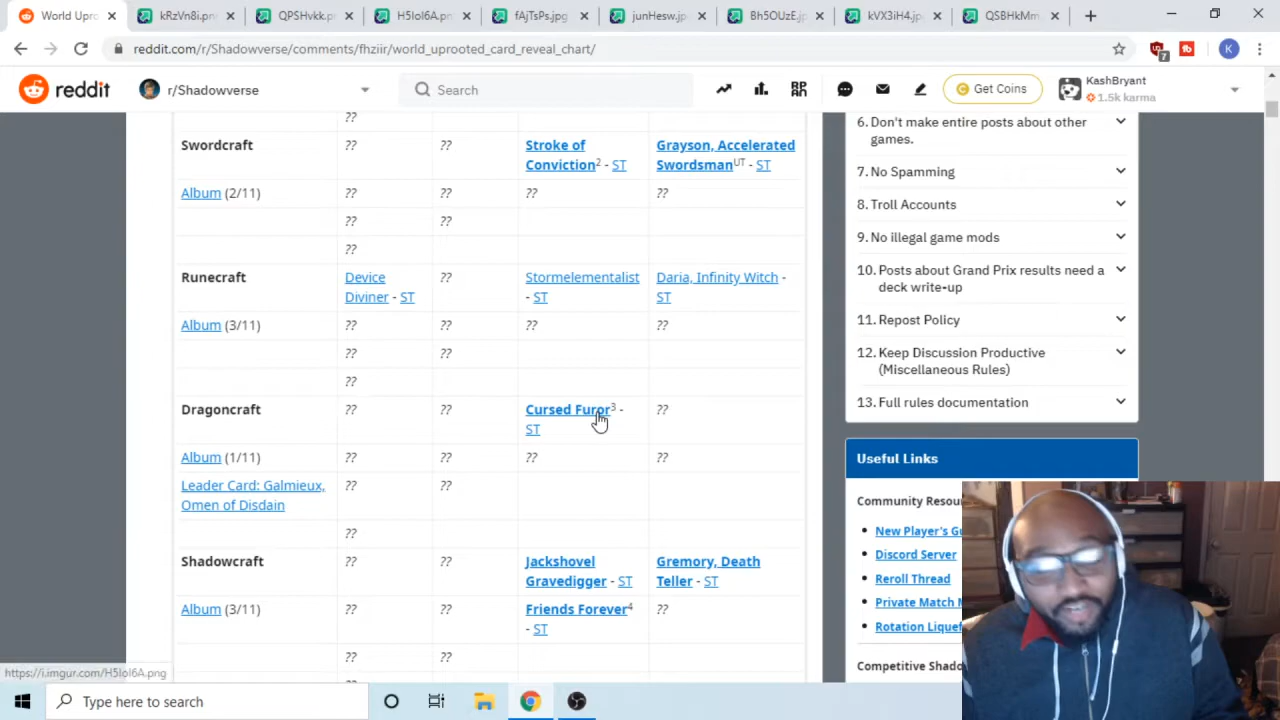 World Upro
kRzVn8i.pn
QPSHvkk.p
H5IoI6A.pn
fAJTsPs.jpg
junHesw.jp
Bh5OUzE.jp
kVX3iH4.jp
QSBHkMm.
reddit.com/r/Shadowverse/comments/fhziir/world_uprooted_card_reveal_chart/
7
K
reddit
r/Shadowverse
Search
Get Coins
KashBryant
1.5k karma
??
Swordcraft ?? ?? Stroke of Conviction2 - ST Grayson, Accelerated SwordsmanUT - ST
Album (2/11) ?? ?? ?? ??
?? ??
??
Runecraft Device Diviner - ST ?? Stormelementalist - ST Daria, Infinity Witch - ST
Album (3/11) ?? ?? ?? ??
?? ??
??
Dragoncraft ?? ?? Cursed Furor3 - ST ??
Album (1/11) ?? ?? ?? ??
Leader Card: Galmieux, Omen of Disdain ?? ??
??
Shadowcraft ?? ?? Jackshovel Gravedigger - ST Gremory, Death Teller - ST
Album (3/11) ?? ?? Friends Forever4 - ST ??
?? ??
6. Don't make entire posts about other
games.
7. No Spamming
8. Troll Accounts
9. No illegal game mods
10. Posts about Grand Prix results need a
deck write-up
11. Repost Policy
12. Keep Discussion Productive
(Miscellaneous Rules)
13. Full rules documentation
Useful Links
Community Resou
New Player's Gu
Discord Server
Reroll Thread
Private Match M
Rotation Liquef
Competitive Shado
https://i.imgur.com/H5IoI6A.png
Type here to search